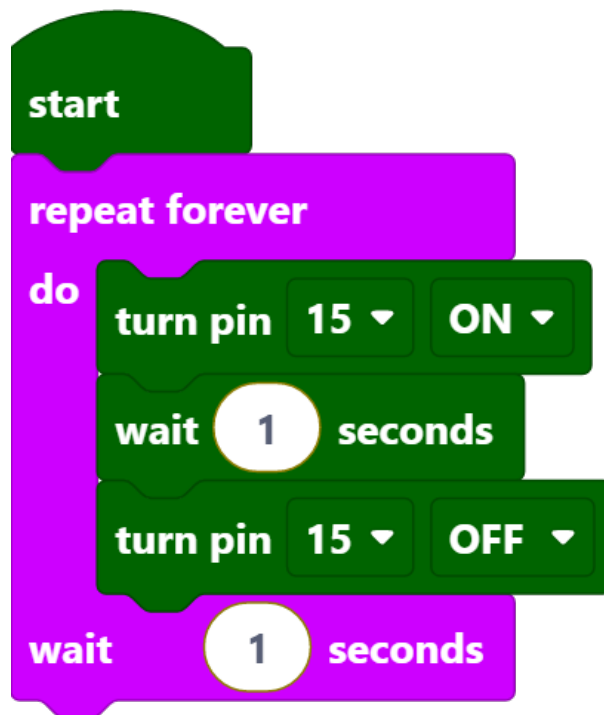 start
repeat forever
do
turn pin 15 ON
wait 1 seconds
turn pin 15 OFF
wait 1 seconds